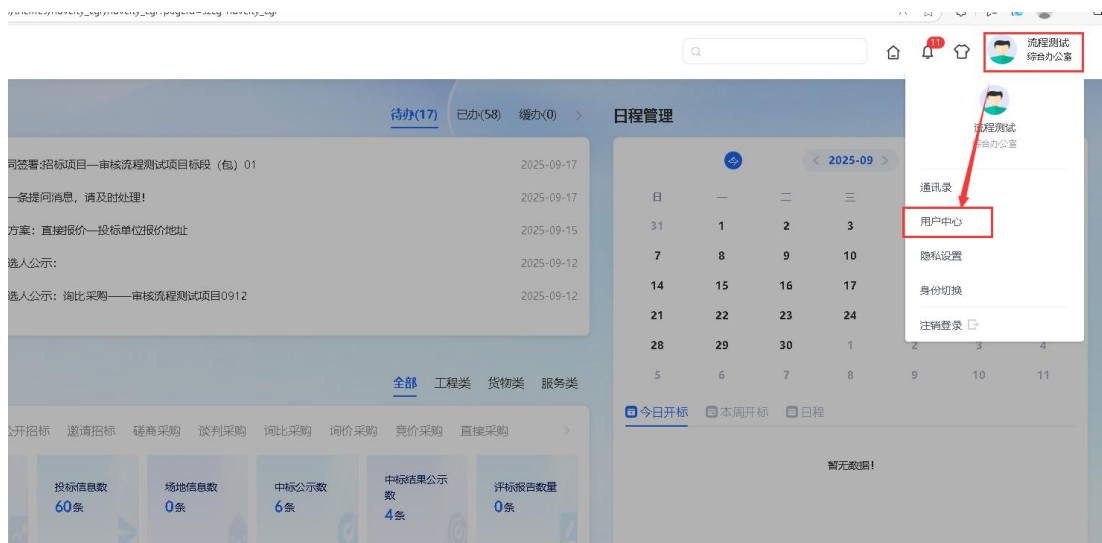 11
流程测试
综合办公室
待办(17) 已办(58) 缓办(0) >
日程管理
流程测试
综合办公室
通讯录
用户中心
隐私设置
身份切换
注销登录
同签署:招标项目—审核流程测试项目标段（包）01 2025-09-17
一条提问消息，请及时处理！ 2025-09-17
方案：直接报价—投标单位报价地址 2025-09-15
选人公示： 2025-09-12
选人公示：询比采购——审核流程测试项目0912 2025-09-12
< 2025-09 >
日 一 二 三
31 1 2 3
7 8 9 10
14 15 16 17
21 22 23 24
28 29 30 1 2 3 4
5 6 7 8 9 10 11
全部 工程类 货物类 服务类
公开招标 邀请招标 磋商采购 谈判采购 询比采购 询价采购 竞价采购 直接采购 >
今日开标 本周开标 日程
暂无数据！
投标信息数
60条
场地信息数
0条
中标公示数
6条
中标结果公示
数
4条
评标报告数量
0条